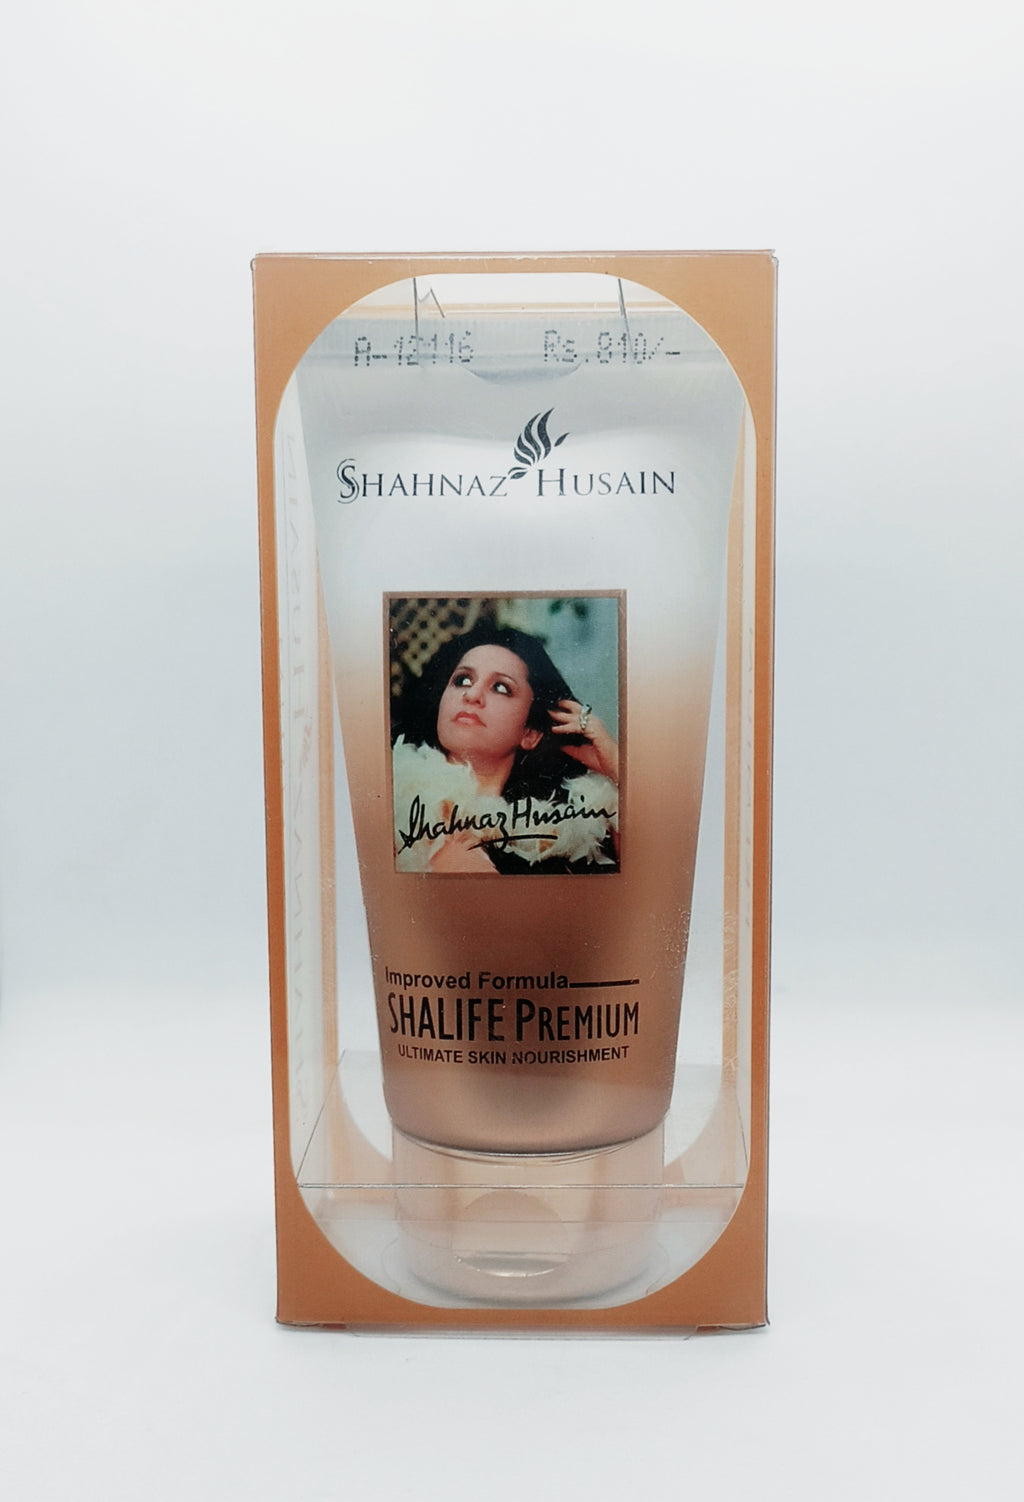 A-12116 Rs.810/-
SHAHNAZ HUSAIN
Shahnaz Husain
Improved Formula
SHALIFE PREMIUM
ULTIMATE SKIN NOURISHMENT